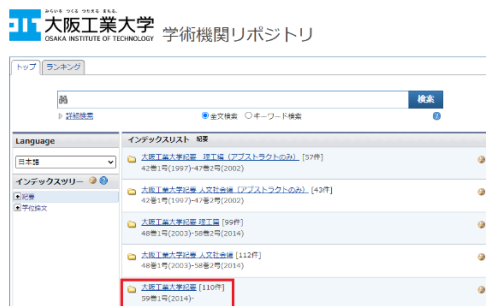 みらいを つくる つたえる まもる。
大阪工業大学
OSAKA INSTITUTE OF TECHNOLOGY
学術機関リポジトリ
トップ ランキング
検索
詳細検索 全文検索 キーワード検索
Language
日本語
インデックスツリー
紀要
学位論文
インデックスリスト 紀要
大阪工業大学紀要 理工編（アブストラクトのみ） [57件]
42巻1号(1997)-47巻2号(2002)
大阪工業大学紀要 人文社会編（アブストラクトのみ） [43件]
42巻1号(1997)-47巻2号(2002)
大阪工業大学紀要 理工篇 [99件]
48巻1号(2003)-58巻2号(2014)
大阪工業大学紀要 人文社会篇 [112件]
48巻1号(2003)-58巻2号(2014)
大阪工業大学紀要 [110件]
59巻1号(2014)-